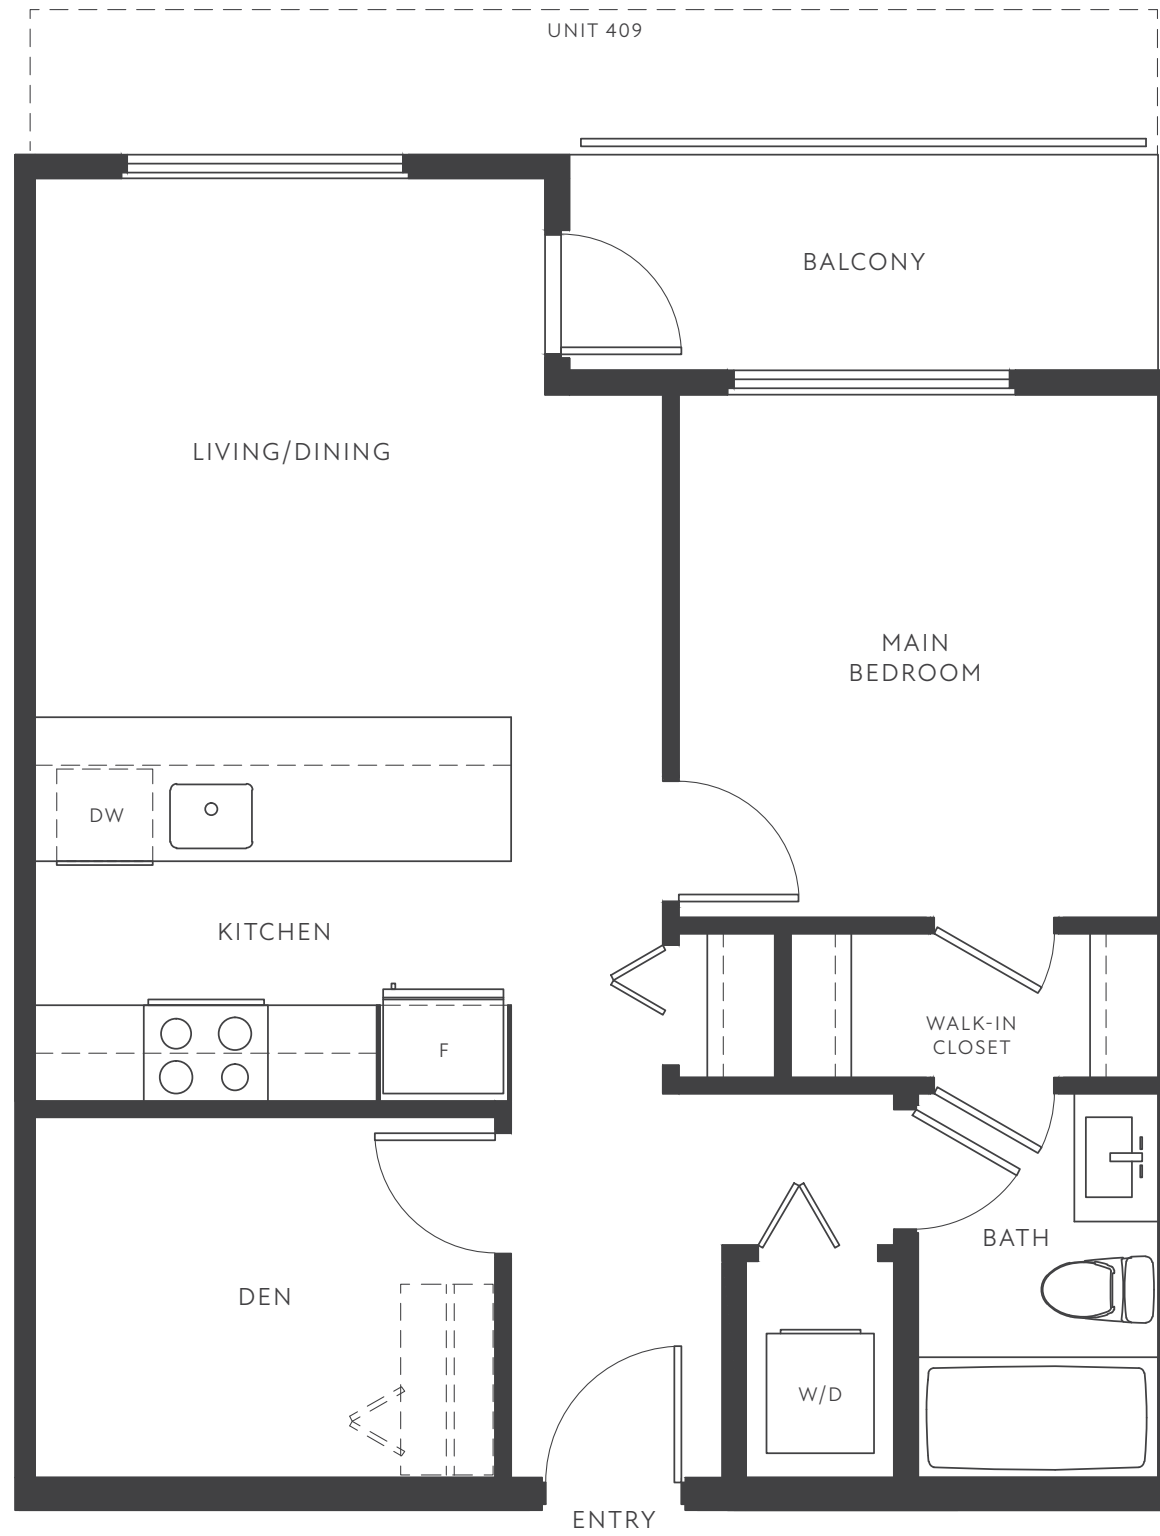 UNIT 409
BALCONY
LIVING/DINING
MAIN
BEDROOM
DW
KITCHEN
F
WALK-IN
CLOSET
BATH
DEN
W/D
ENTRY